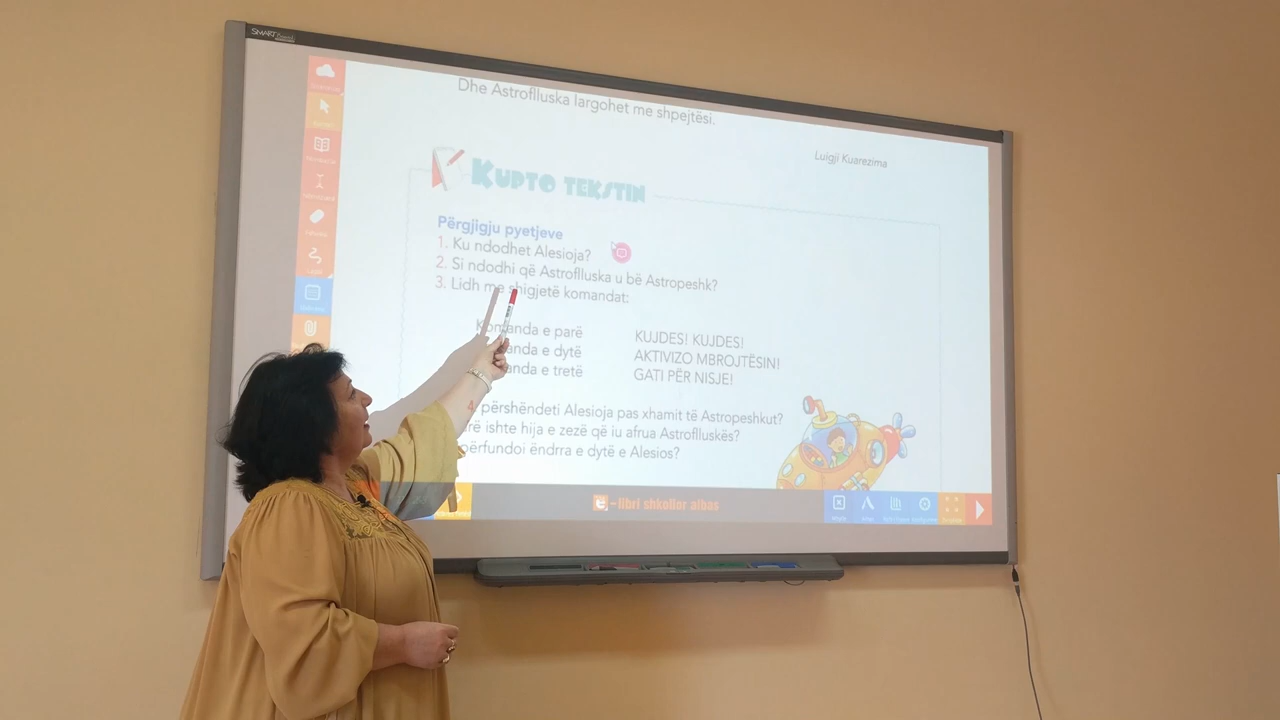 SMART Board
Dhe Astroflluska largohet me shpejtësi.
Luigji Kuarezima
KUPTO TEKSTIN
Përgjigju pyetjeve
1. Ku ndodhet Alesioja?
2. Si ndodhi që Astroflluska u bë Astropeshk?
3. Lidh me shigjetë komandat:
Komanda e parë KUJDES! KUJDES!
anda e dytë AKTIVIZO MBROJTËSIN!
anda e tretë GATI PËR NISJE!
4. përshëndeti Alesioja pas xhamit të Astropeshkut?
arë ishte hija e zezë që iu afrua Astroflluskës?
përfundoi ëndrra e dytë e Alesios?
e-libri shkollor albas